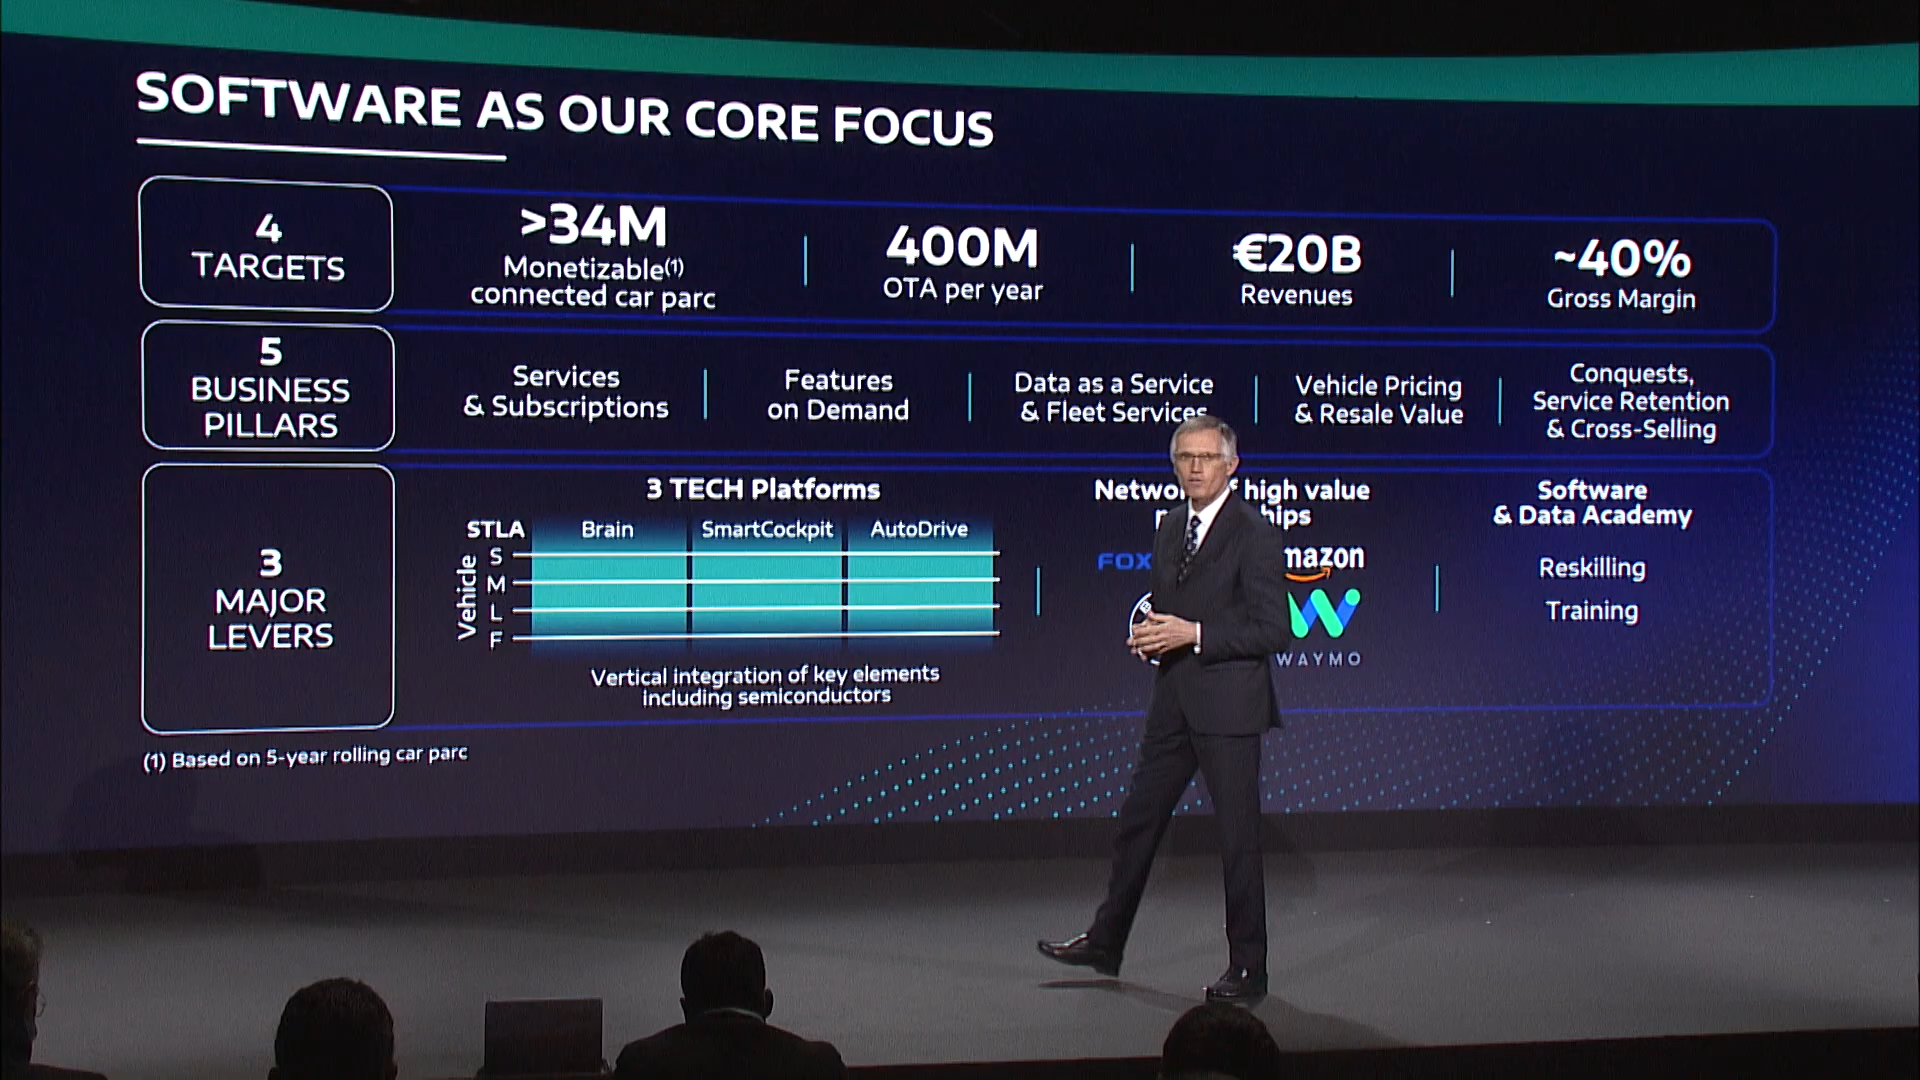 SOFTWARE AS OUR CORE FOCUS
4
TARGETS
>34M
Monetizable(1)
connected car parc
400M
OTA per year
€20B
Revenues
~40%
Gross Margin
5
BUSINESS
PILLARS
Services
& Subscriptions
Features
on Demand
Data as a Service
& Fleet Services
Vehicle Pricing
& Resale Value
Conquests,
Service Retention
& Cross-Selling
3
MAJOR
LEVERS
3 TECH Platforms
STLA Brain SmartCockpit AutoDrive
Vehicle
S
M
L
F
Vertical integration of key elements
including semiconductors
high value
FOX
mazon
WAYMO
Software
& Data Academy
Reskilling
Training
(1) Based on 5-year rolling car parc